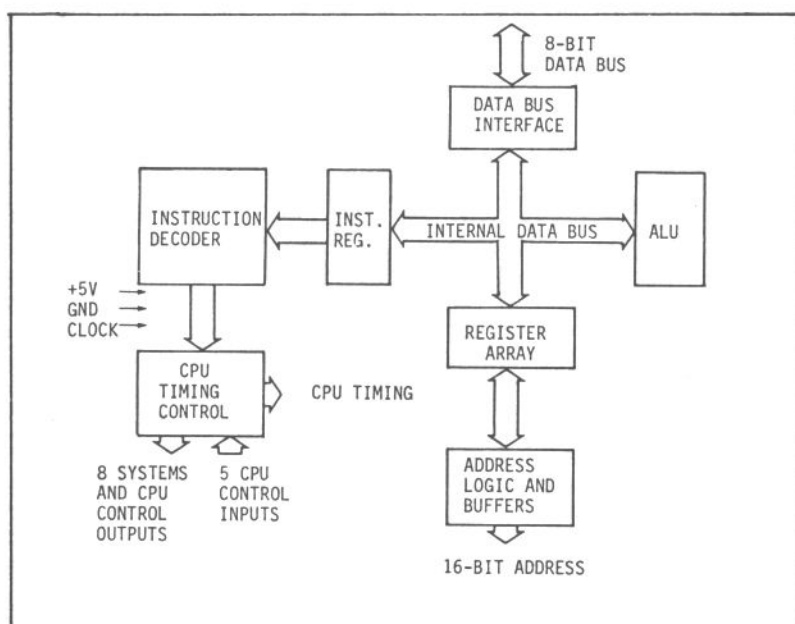 8-BIT
DATA BUS
DATA BUS
INTERFACE
INSTRUCTION
DECODER
INST.
REG.
INTERNAL DATA BUS
ALU
+5V
GND
CLOCK
REGISTER
ARRAY
CPU
TIMING
CONTROL
CPU TIMING
8 SYSTEMS
AND CPU
CONTROL
OUTPUTS
5 CPU
CONTROL
INPUTS
ADDRESS
LOGIC AND
BUFFERS
16-BIT ADDRESS